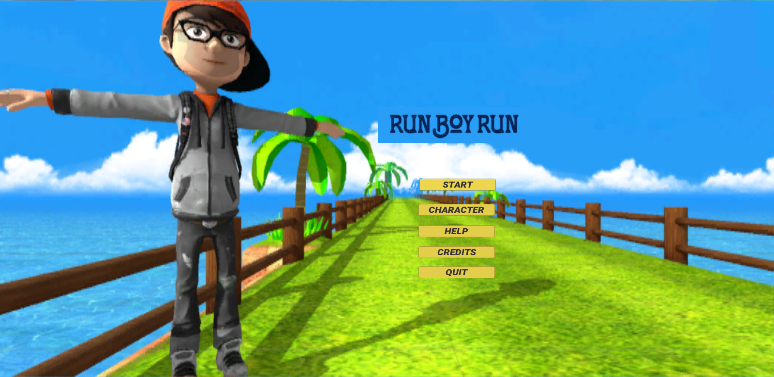 RUN BOY RUN
START
CHARACTER
HELP
CREDITS
QUIT